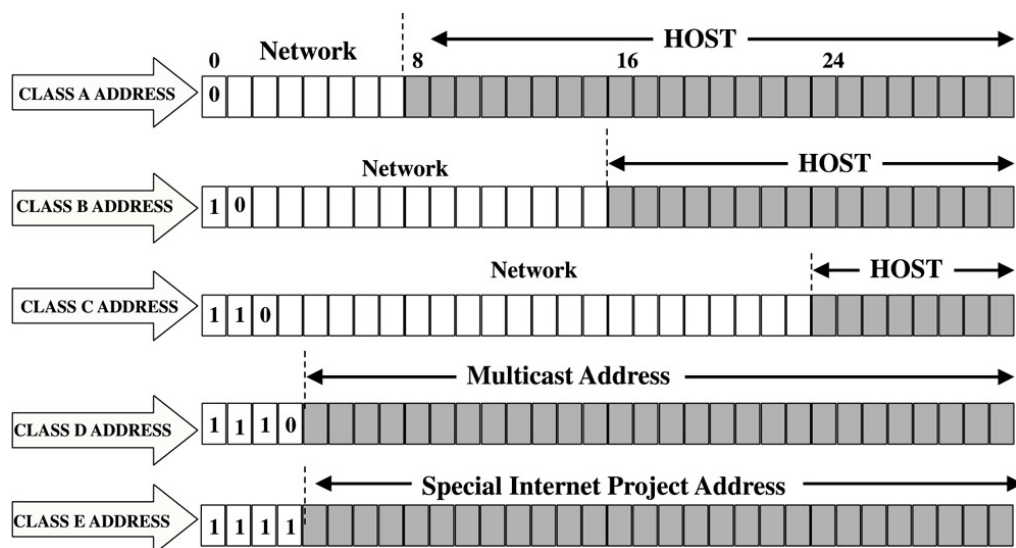 Network
HOST
0
8
16
24
CLASS A ADDRESS
0
Network
HOST
CLASS B ADDRESS
1 0
Network
HOST
CLASS C ADDRESS
1 1 0
Multicast Address
CLASS D ADDRESS
1 1 1 0
Special Internet Project Address
CLASS E ADDRESS
1 1 1 1